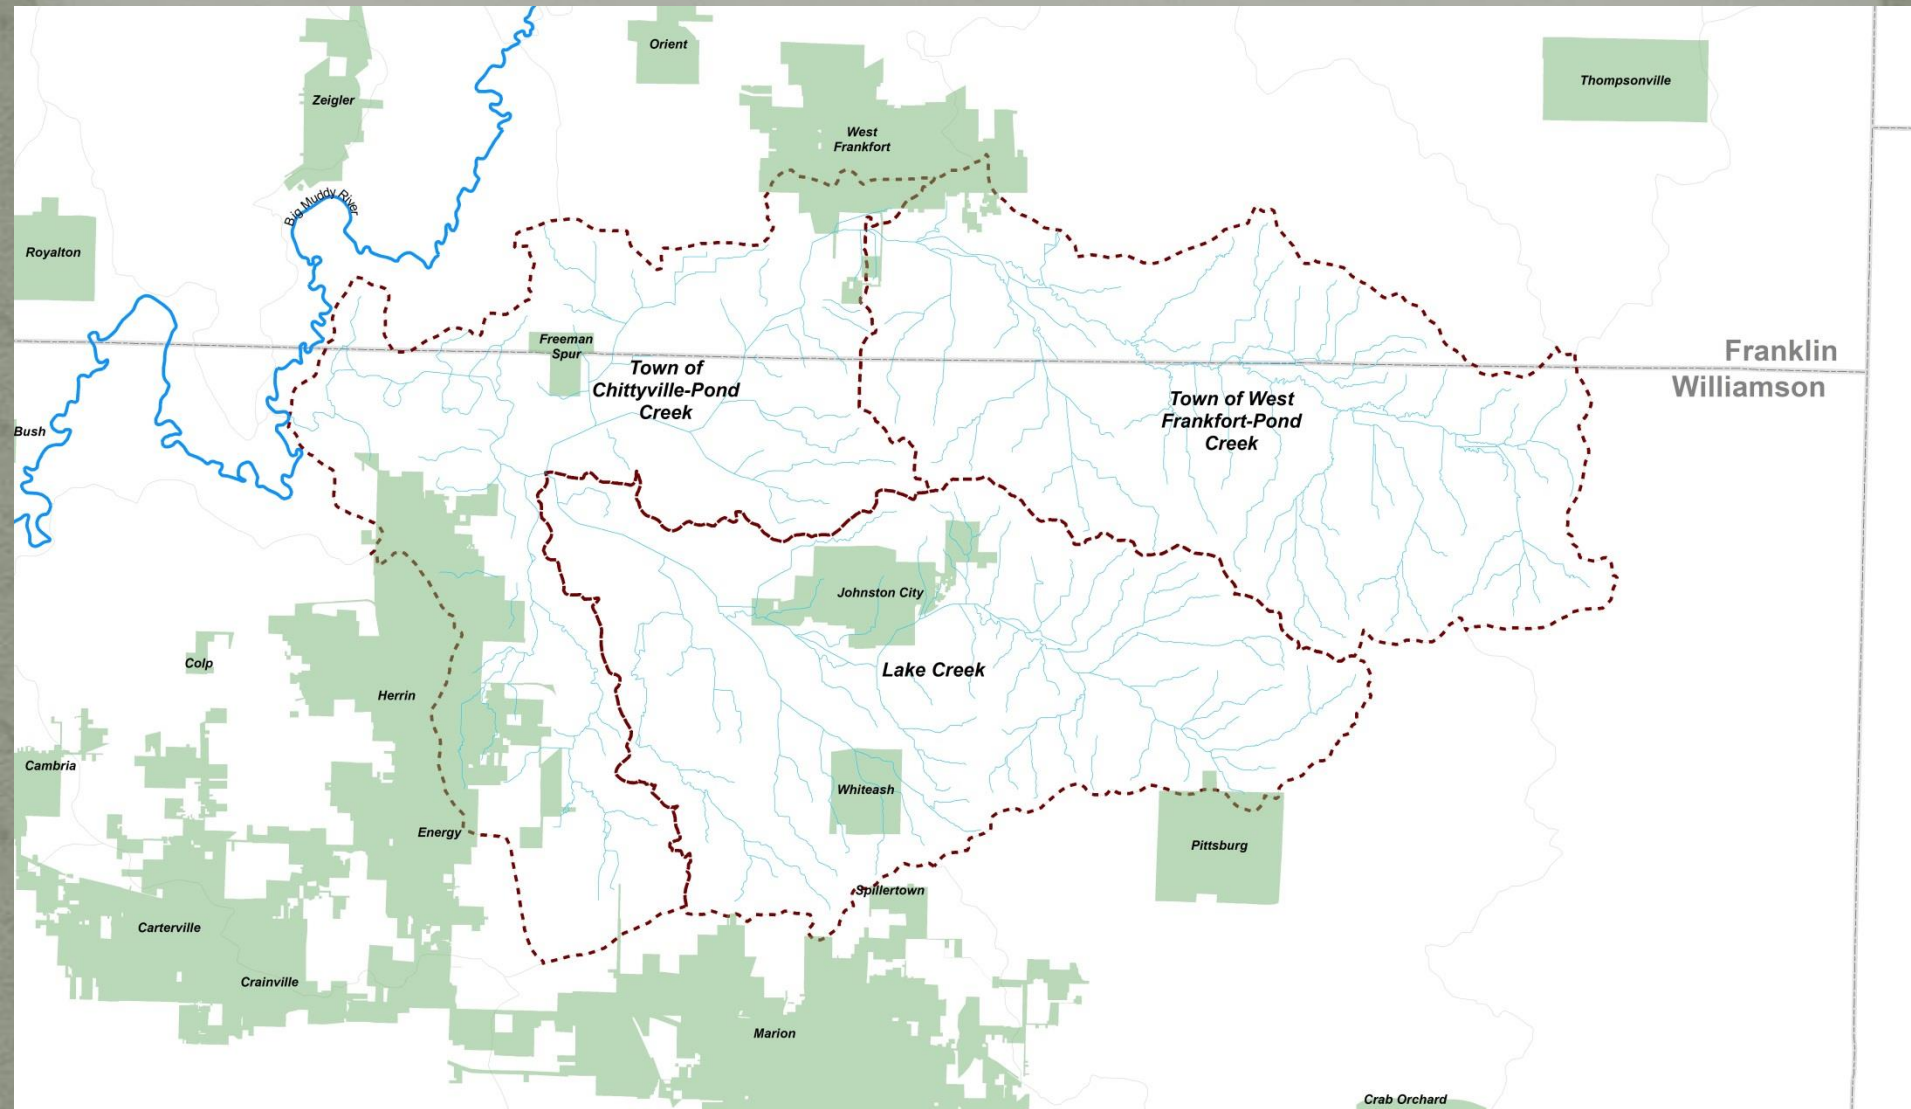 Orient
Zeigler
Thompsonville
West
Frankfort
Big Muddy River
Royalton
Freeman
Spur
Franklin
Williamson
Town of
Chittyville-Pond
Creek
Town of West
Frankfort-Pond
Creek
Bush
Johnston City
Colp
Lake Creek
Herrin
Cambria
Whiteash
Energy
Pittsburg
Spillertown
Carterville
Crainville
Marion
Crab Orchard